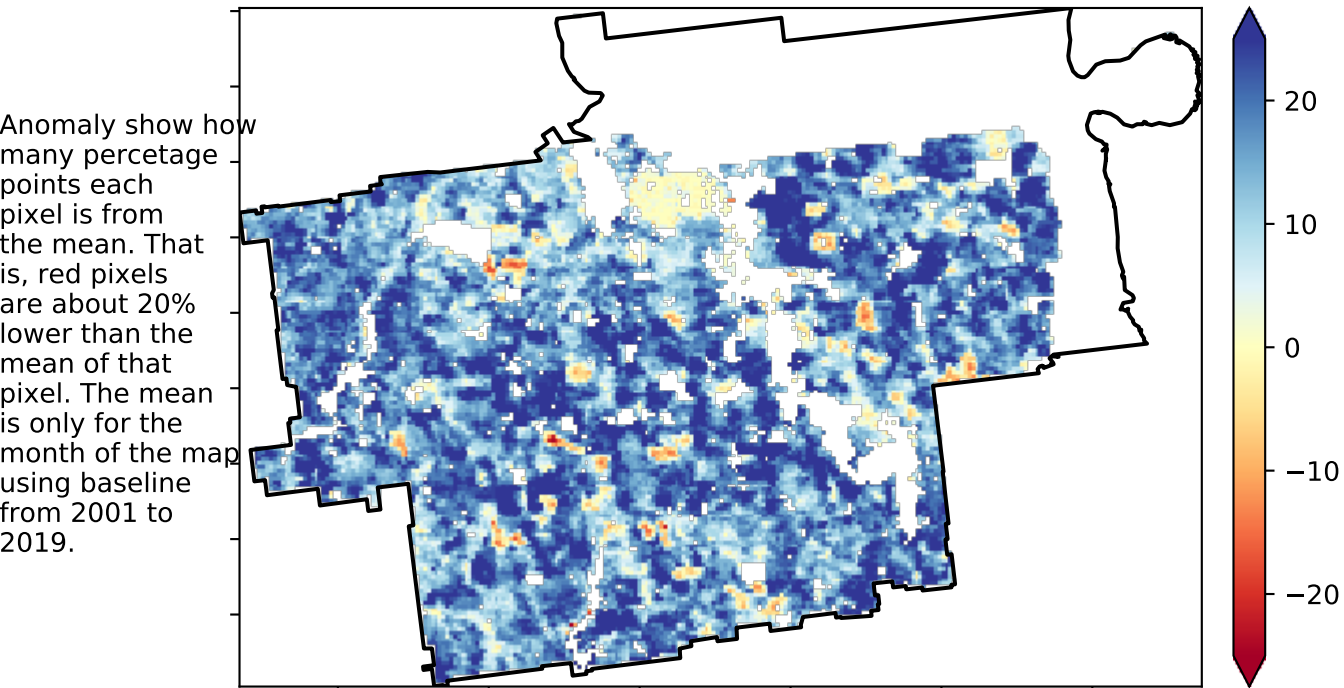 Anomaly show how
many percetage
points each
pixel is from
the mean. That
is, red pixels
are about 20%
lower than the
mean of that
pixel. The mean
is only for the
month of the map
using baseline
from 2001 to
2019.
20
10
0
−10
−20